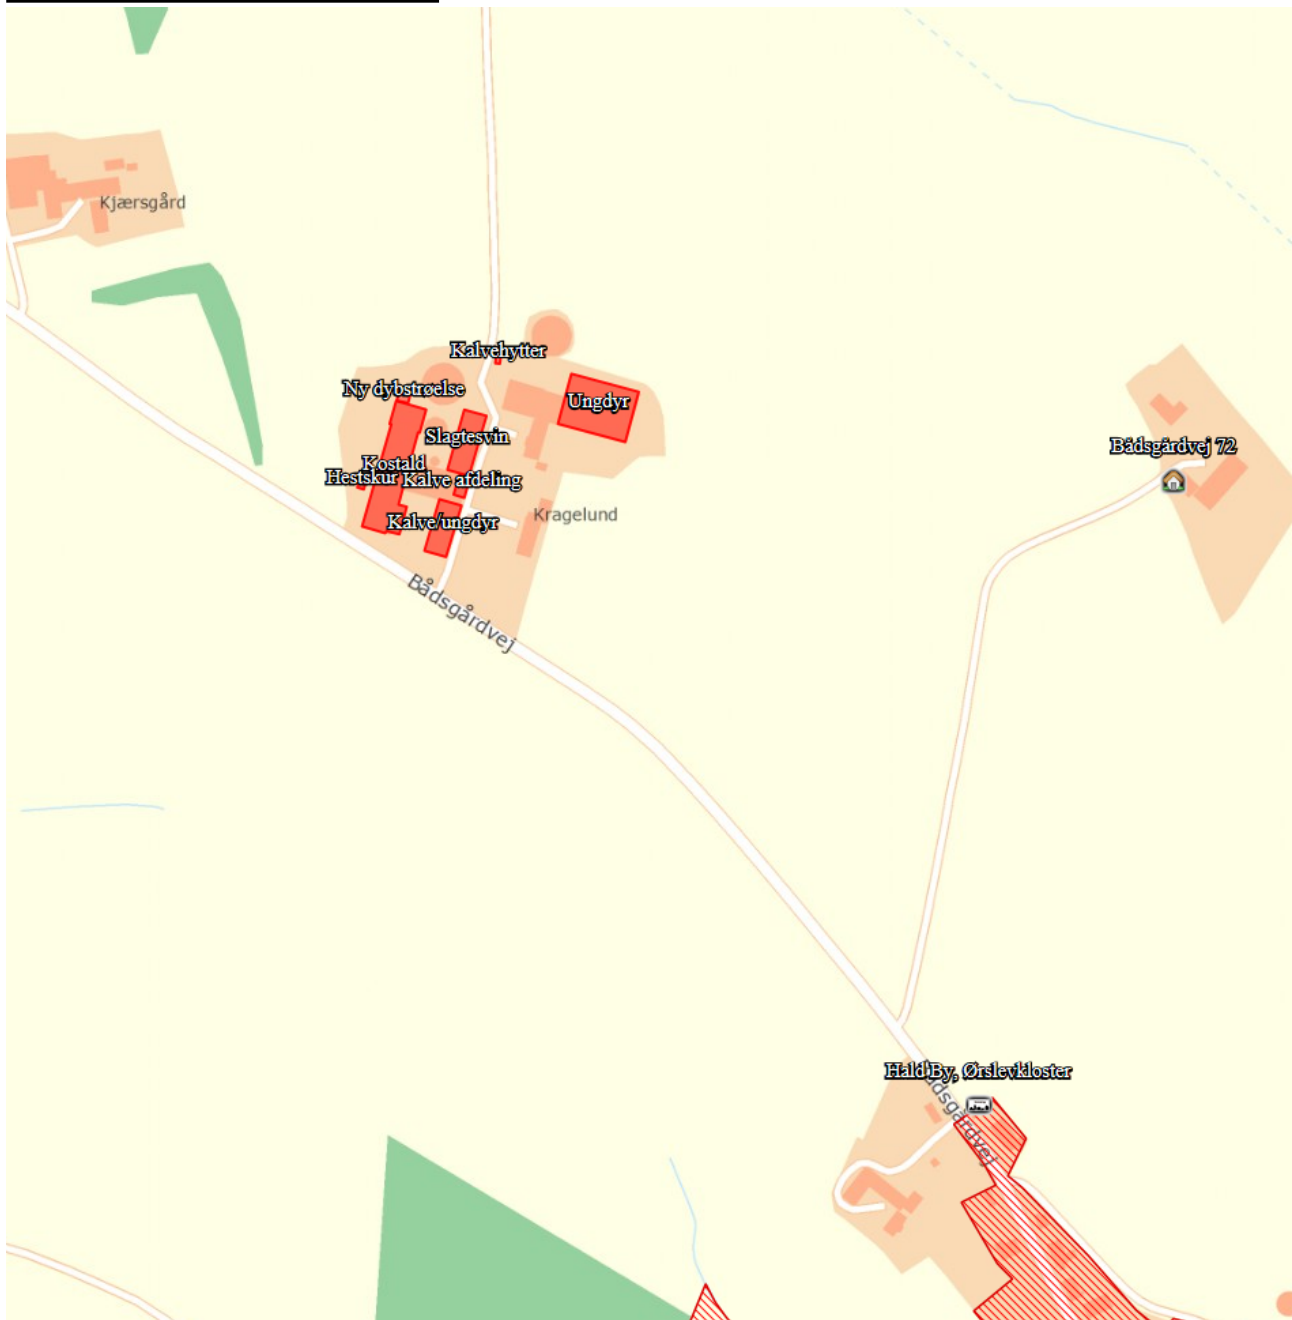 Kjærsgård
Kalvehytter
Ny dybstrøelse
Ungdyr
Slagtesvin
Bådsgårdvej 72
Kostald
Hestskur
Kalve afdeling
Kragelund
Kalve/ungdyr
Bådsgårdvej
Hald By, Ørslevkloster
Bådsgårdvej